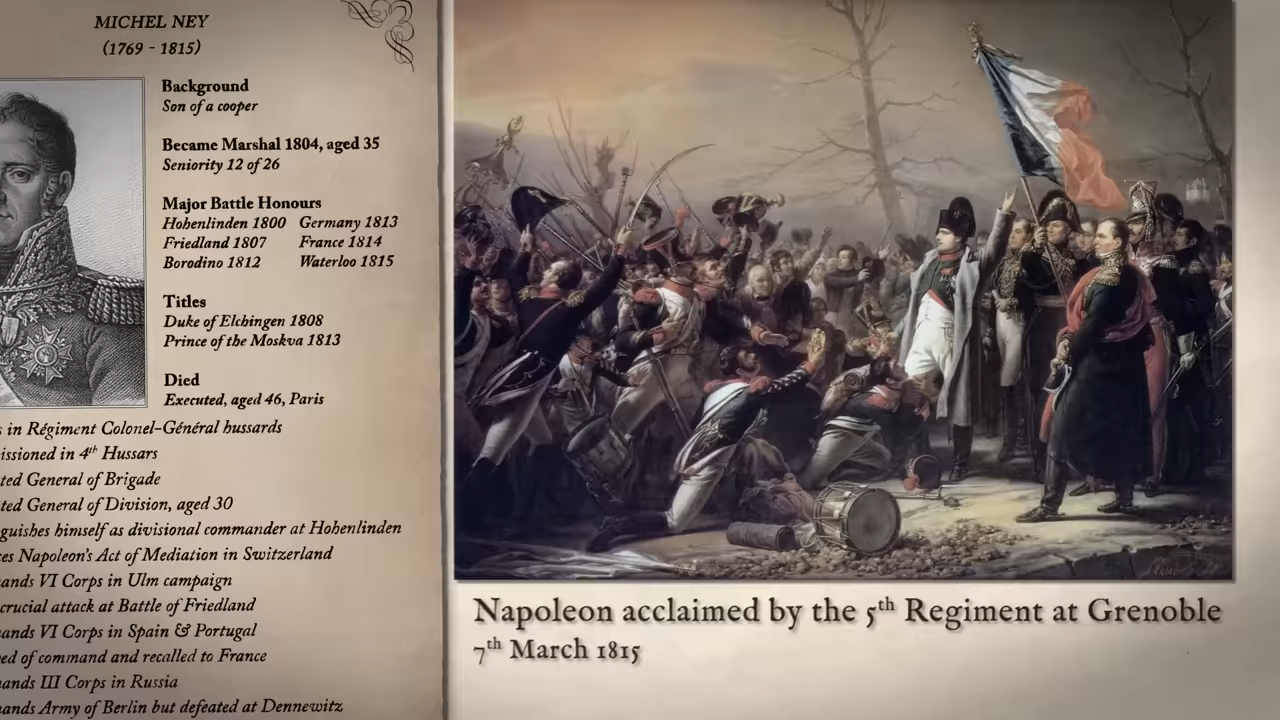 MICHEL NEY
(1769 - 1815)
Background
Son of a cooper
Became Marshal 1804, aged 35
Seniority 12 of 26
Major Battle Honours
Hohenlinden 1800 Germany 1813
Friedland 1807 France 1814
Borodino 1812 Waterloo 1815
Titles
Duke of Elchingen 1808
Prince of the Moskva 1813
Died
Executed, aged 46, Paris
in Régiment Colonel-Général hussards
issioned in 4th Hussars
ted General of Brigade
ted General of Division, aged 30
guishes himself as divisional commander at Hohenlinden
es Napoleon's Act of Mediation in Switzerland
ands VI Corps in Ulm campaign
crucial attack at Battle of Friedland
ands VI Corps in Spain & Portugal
ed of command and recalled to France
ands III Corps in Russia
ands Army of Berlin but defeated at Dennewitz
Napoleon acclaimed by the 5th Regiment at Grenoble
7th March 1815